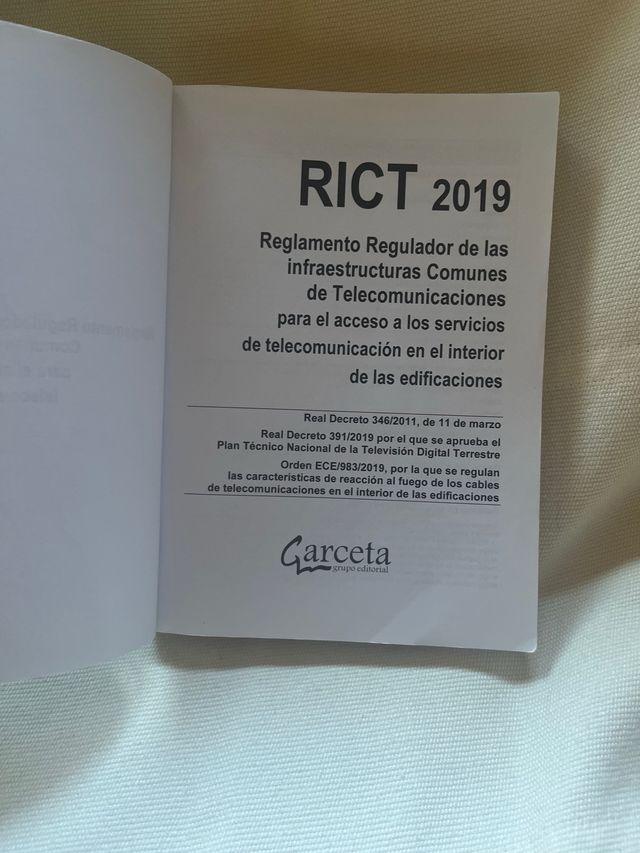 RICT 2019
Reglamento Regulador de las
infraestructuras Comunes
de Telecomunicaciones
para el acceso a los servicios
de telecomunicación en el interior
de las edificaciones
Real Decreto 346/2011, de 11 de marzo
Real Decreto 391/2019 por el que se aprueba el
Plan Técnico Nacional de la Televisión Digital Terrestre
Orden ECE/983/2019, por la que se regulan
las características de reacción al fuego de los cables
de telecomunicaciones en el interior de las edificaciones
Garceta
grupo editorial